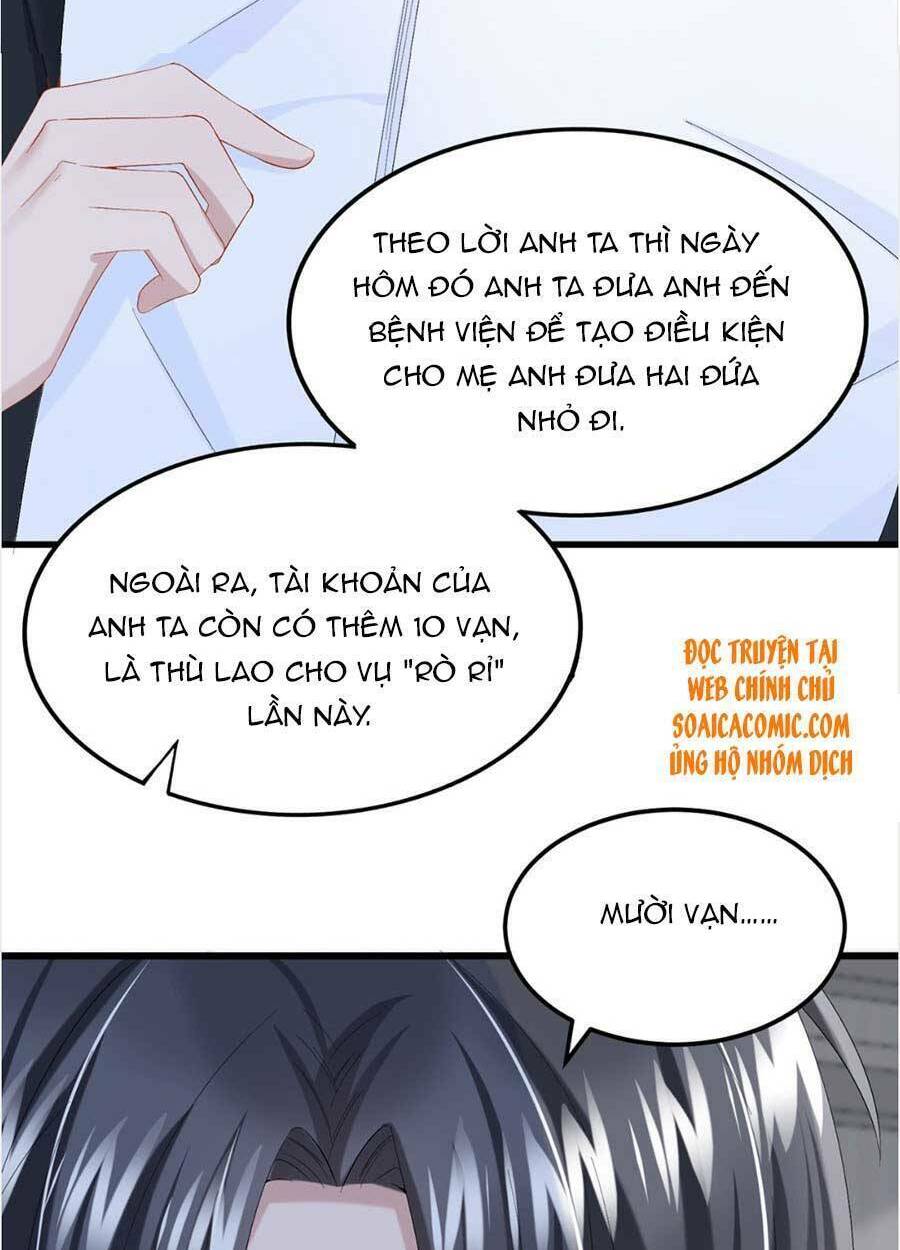 THEO LỜI ANH TA THÌ NGÀY
HÔM ĐÓ ANH TA ĐƯA ANH ĐẾN
BỆNH VIỆN ĐỂ TẠO ĐIỀU KIỆN
CHO MẸ ANH ĐƯA HAI ĐỨA
NHỎ ĐI.
NGOÀI RA, TÀI KHOẢN CỦA
ANH TA CÒN CÓ THÊM 10 VẠN,
LÀ THÙ LAO CHO VỤ "RÒ RỈ"
LẦN NÀY.
ĐỌC TRUYỆN TẠI
WEB CHÍNH CHỦ
SOAICACOMIC.COM
ỦNG HỘ NHÓM DỊCH
MƯỜI VẠN......